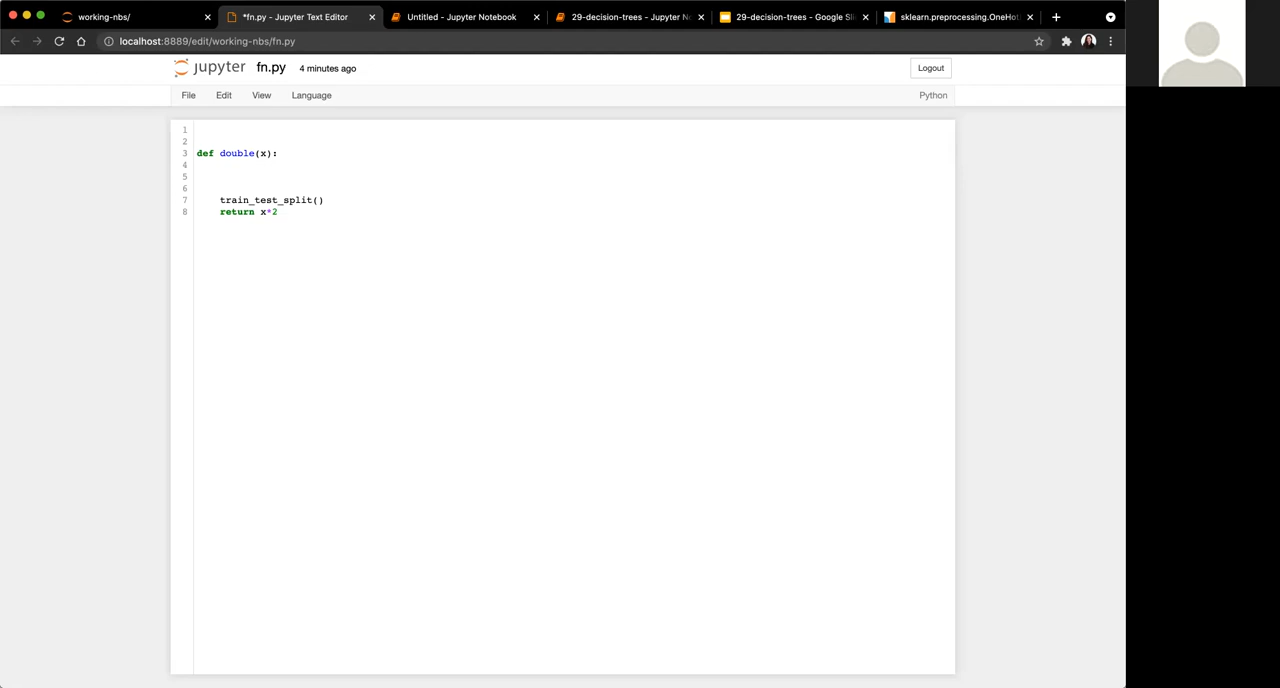 working-nbs/
*fn.py - Jupyter Text Editor
Untitled - Jupyter Notebook
29-decision-trees - Jupyter N
29-decision-trees - Google Sli
sklearn.preprocessing.OneHot
localhost:8889/edit/working-nbs/fn.py
jupyter fn.py 4 minutes ago
Logout
File Edit View Language
Python
1
2
3 def double(x):
4
5
6
7 train_test_split()
8 return x*2